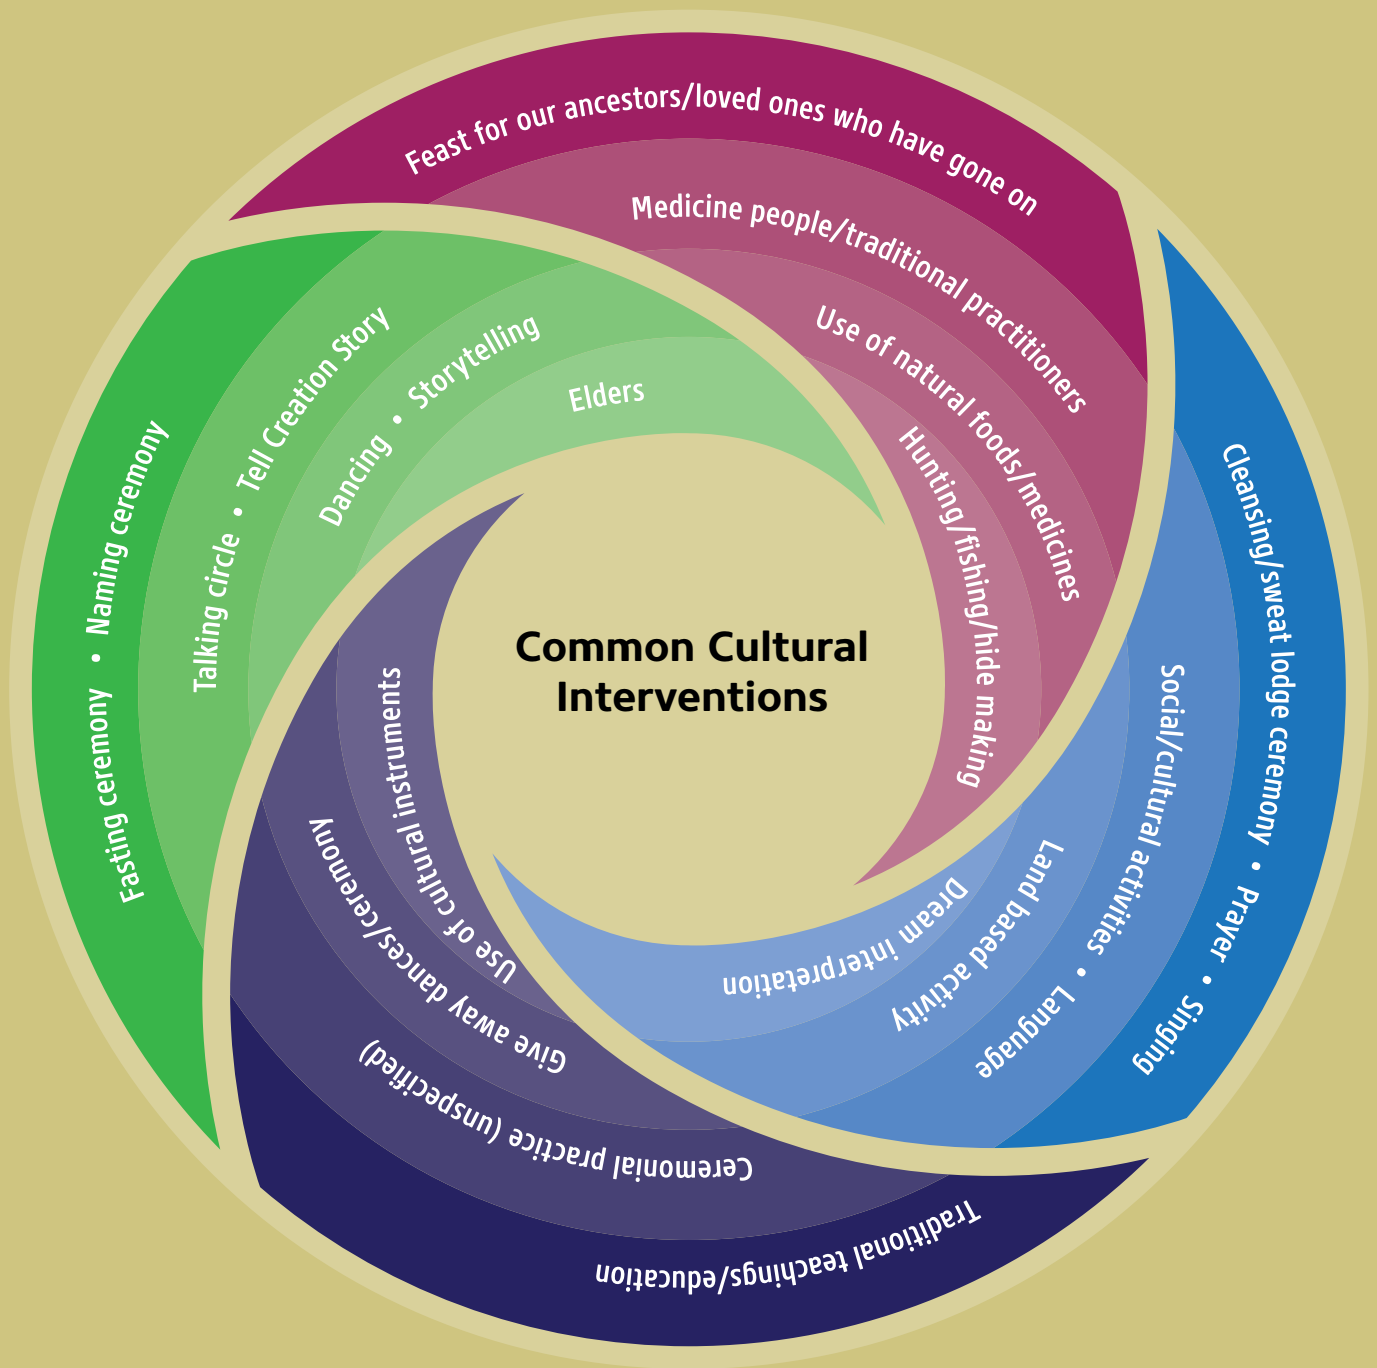 Feast for our ancestors/loved ones who have gone on
Medicine people/traditional practitioners
Use of natural foods/medicines
Hunting/fishing/hide making
Cleansing/sweat lodge ceremony • Prayer • Singing
Social/cultural activities • Language
Land based activity
Dream interpretation
Traditional teachings/education
Ceremonial practice (unspecified)
Give away dances/ceremony
Use of cultural instruments
Fasting ceremony • Naming ceremony
Talking circle • Tell Creation Story
Dancing • Storytelling
Elders
Common Cultural
Interventions